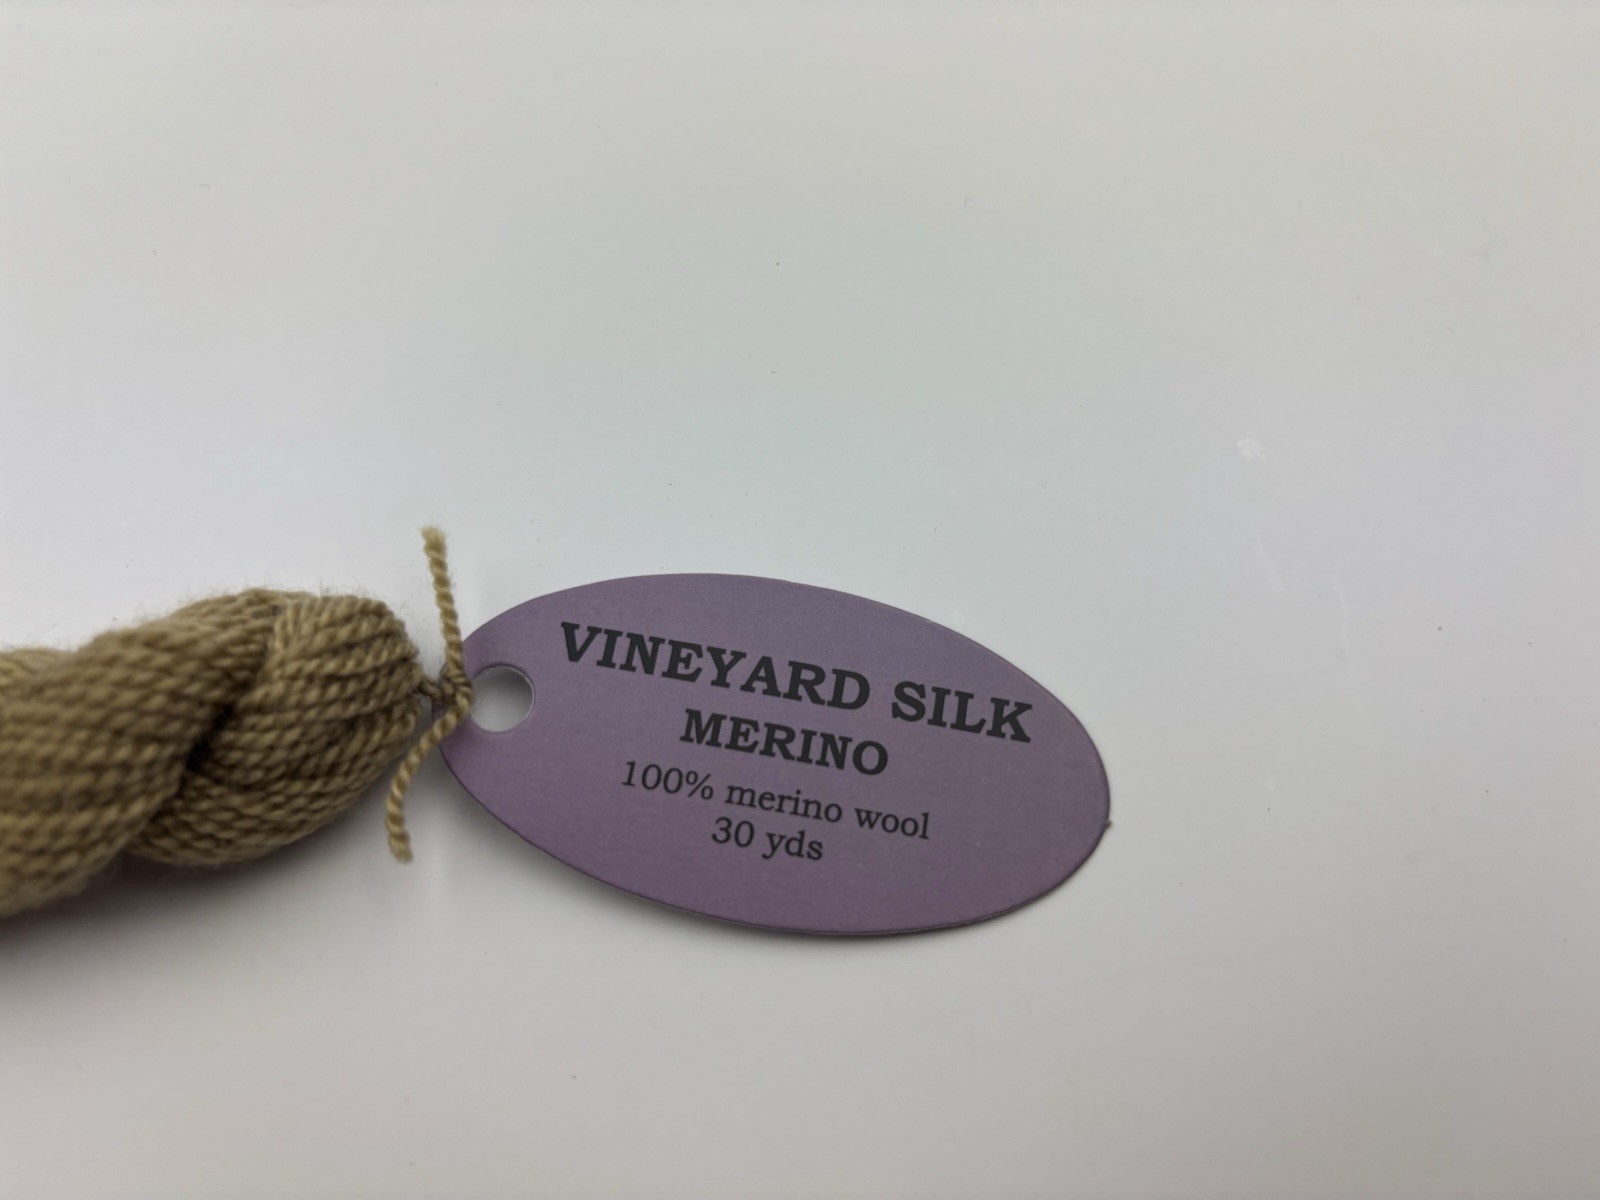 VINEYARD SILK
MERINO
100% merino wool
30 yds